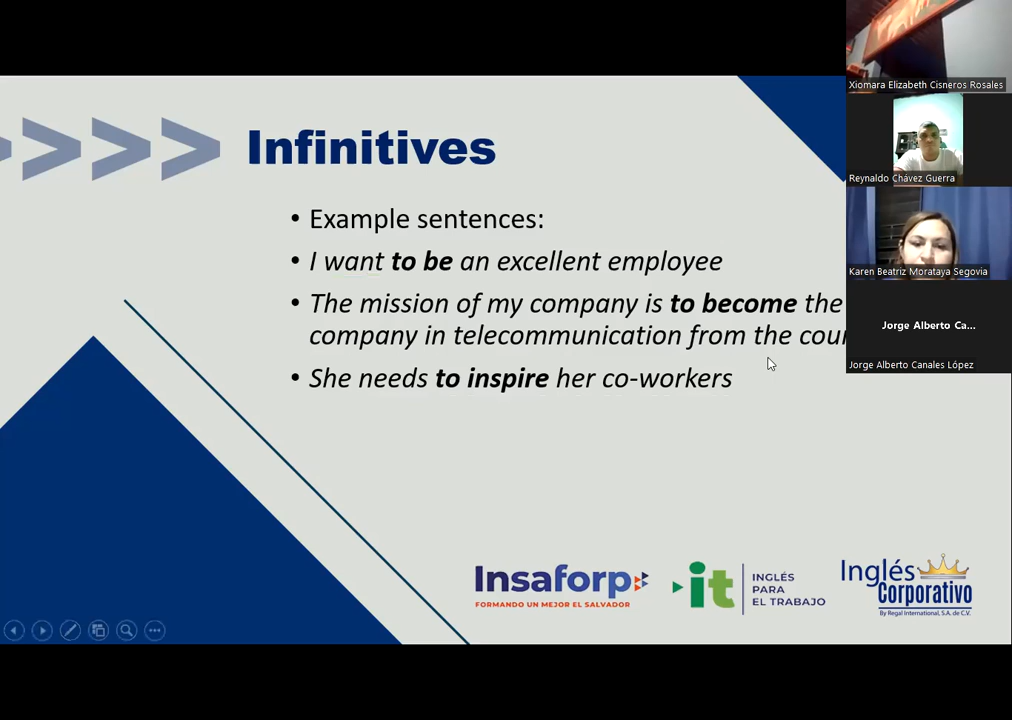 Infinitives
• Example sentences:
• I want to be an excellent employee
• The mission of my company is to become the
company in telecommunication from the
• She needs to inspire her co-workers
Insaforp
FORMANDO UN MEJOR EL SALVADOR
it
INGLÉS
PARA
EL TRABAJO
Inglés
Corporativo
By Regal International, S.A. de C.V.
Xiomara Elizabeth Cisneros Rosales
Reynaldo Chávez Guerra
Karen Beatriz Morataya Segovia
Jorge Alberto Ca...
Jorge Alberto Canales López